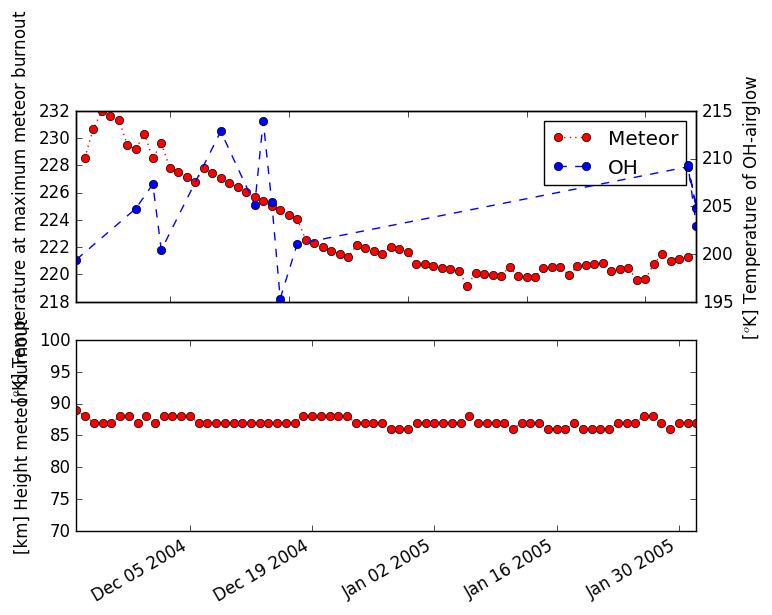 [°K] Temperature at maximum meteor burnout
232
230
228
226
224
222
220
218
Meteor
OH
215
210
205
200
195
[°K] Temperature of OH-airglow
[km] Height meteor burnout
100
95
90
85
80
75
70
Dec 05 2004
Dec 19 2004
Jan 02 2005
Jan 16 2005
Jan 30 2005